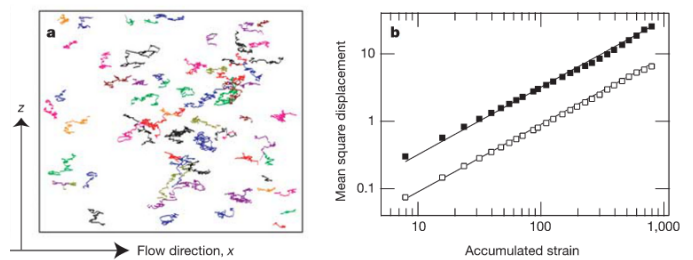 a
z
Flow direction, x
b
Mean square displacement
10
1
0.1
10
100
1,000
Accumulated strain